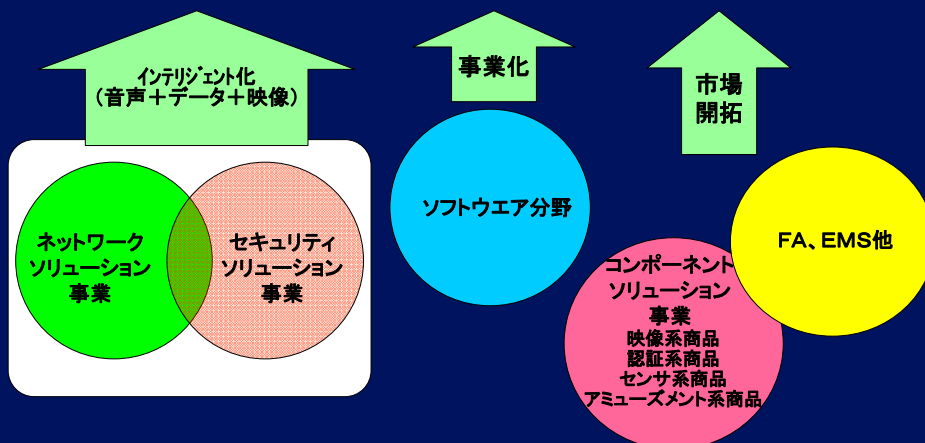 インテリジェント化
（音声＋データ＋映像）
事業化
市場
開拓
ネットワーク
ソリューション
事業
セキュリティ
ソリューション
事業
ソフトウエア分野
コンポーネント
ソリューション
事業
映像系商品
認証系商品
センサ系商品
アミューズメント系商品
FA、EMS他